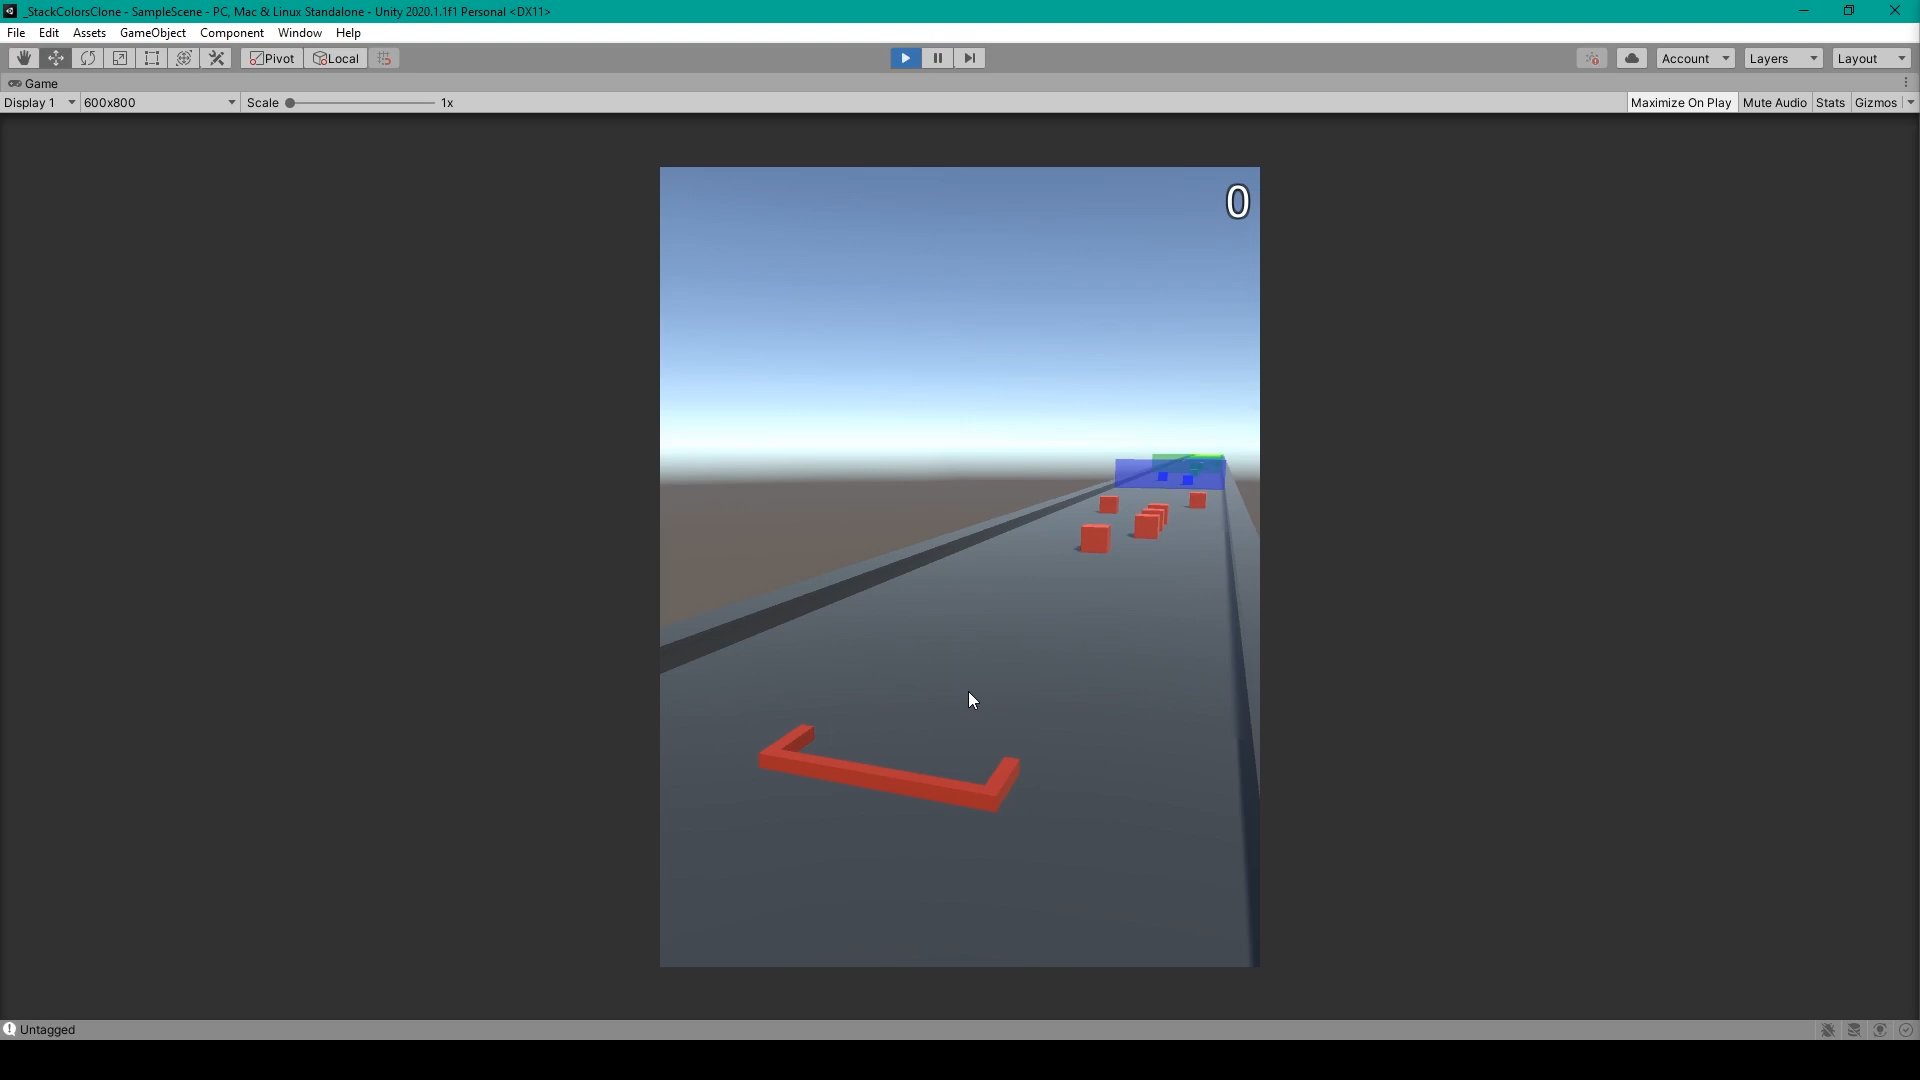 _StackColorsClone - SampleScene - PC, Mac & Linux Standalone - Unity 2020.1.1f1 Personal <DX11>
File Edit Assets GameObject Component Window Help
Pivot Local Account Layers Layout
Game
Display 1 600x800 Scale 1x Maximize On Play Mute Audio Stats Gizmos
0
Untagged